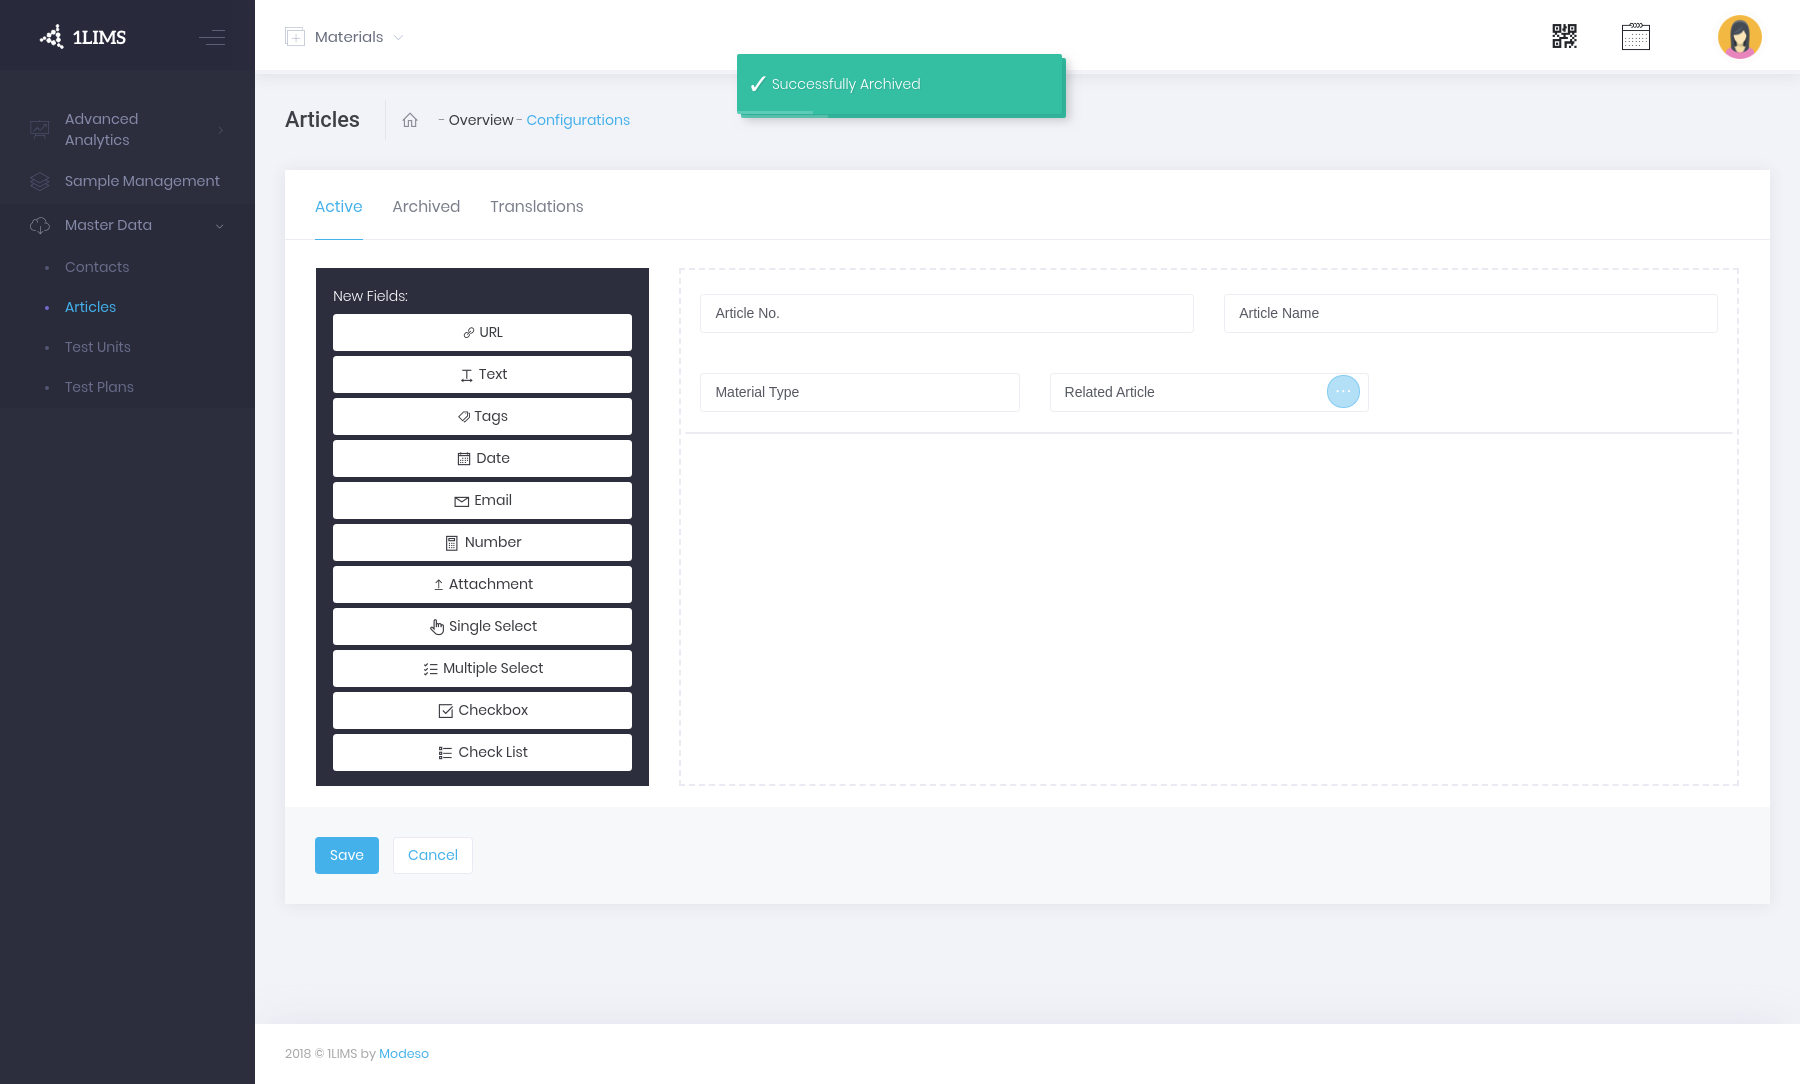 1LIMS
Materials
Successfully Archived
Articles
- Overview - Configurations
Advanced
Analytics
Sample Management
Master Data
Contacts
Articles
Test Units
Test Plans
Active
Archived
Translations
New Fields:
URL
Text
Tags
Date
Email
Number
Attachment
Single Select
Multiple Select
Checkbox
Check List
Article No.
Article Name
Material Type
Related Article
Save
Cancel
2018 © 1LIMS by Modeso